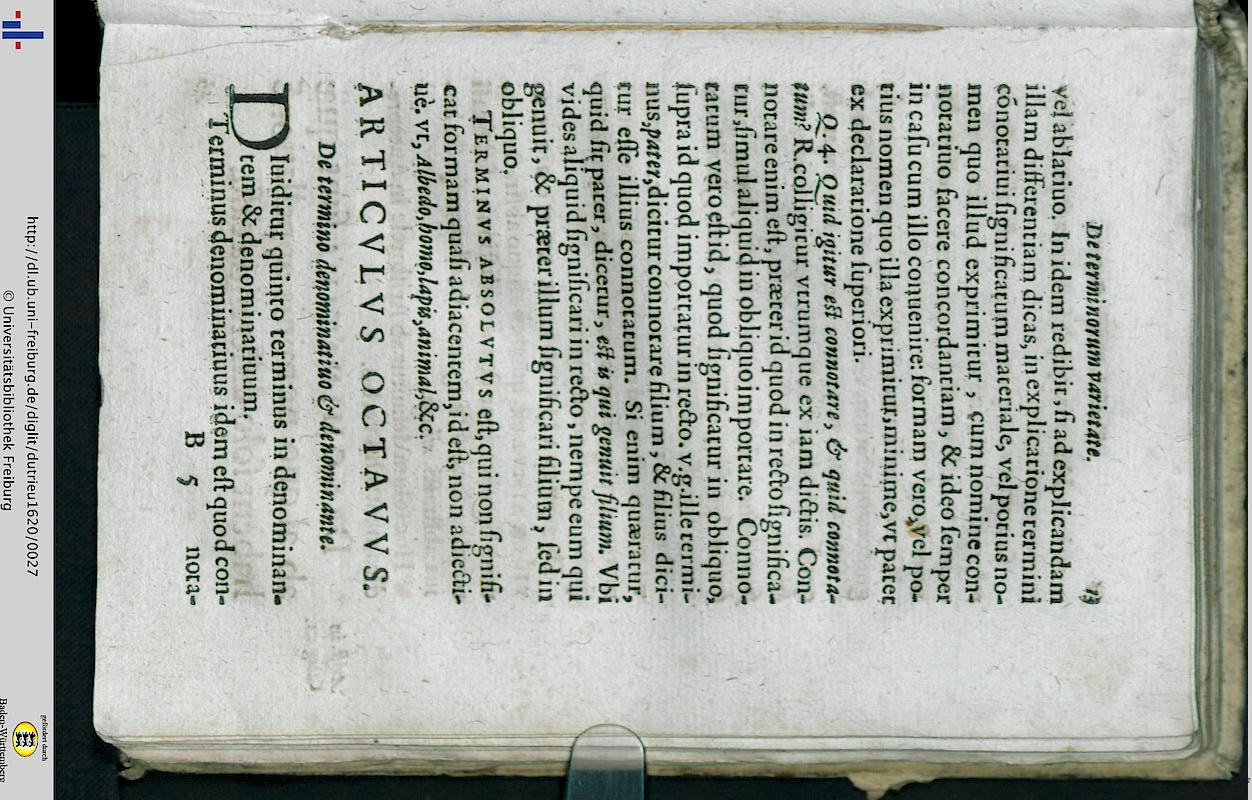 De terminorum varietate. 13
vel ablatiuo. In idem redibit, si ad explicandam
illam differentiam dicas, in explicatione termini
cõnotatiui significatum materiale, vel potius no-
men quo illud exprimitur, cum nomine con-
notatiuo facere concordantiam, & ideo semper
in casu cum illo conuenire: formam vero, vel po-
tius nomen quo illa exprimitur, minime, vt patet
ex declaratione superiori.
Q. 4. Quid igitur est connotare, & quid connota-
tum? R. colligitur vtrumque ex iam dictis. Con-
notare enim est, præter id quod in recto significa-
tur, simul aliquid in obliquo importare. Conno-
tatum vero est id, quod significatur in obliquo,
supra id quod importatur in recto. v. g. ille termi-
nus, pater, dicitur connotare filium, & filius dici-
tur esse illius connotatum. Si enim quæratur,
quid sit pater, dicetur, est is qui genuit filium. Vbi
vides aliquid significari in recto, nempe eum qui
genuit, & præter illum significari filium, sed in
obliquo.
TERMINVS ABSOLVTVS est, qui non signifi-
cat formam quasi adiacentem, id est, non adiecti-
uè. vt, Albedo, homo, lapis, animal, &c.
ARTICVLVS OCTAVVS.
De termino denominatiuo & denominante.
DIuiditur quinto terminus in denominan-
tem & denominatiuum.
Terminus denominatiuus idem est quod con-
B 5 nota-
http://dl.ub.uni-freiburg.de/diglit/dutrieu1620/0027
© Universitätsbibliothek Freiburg
gefördert durch
Baden-Württemberg